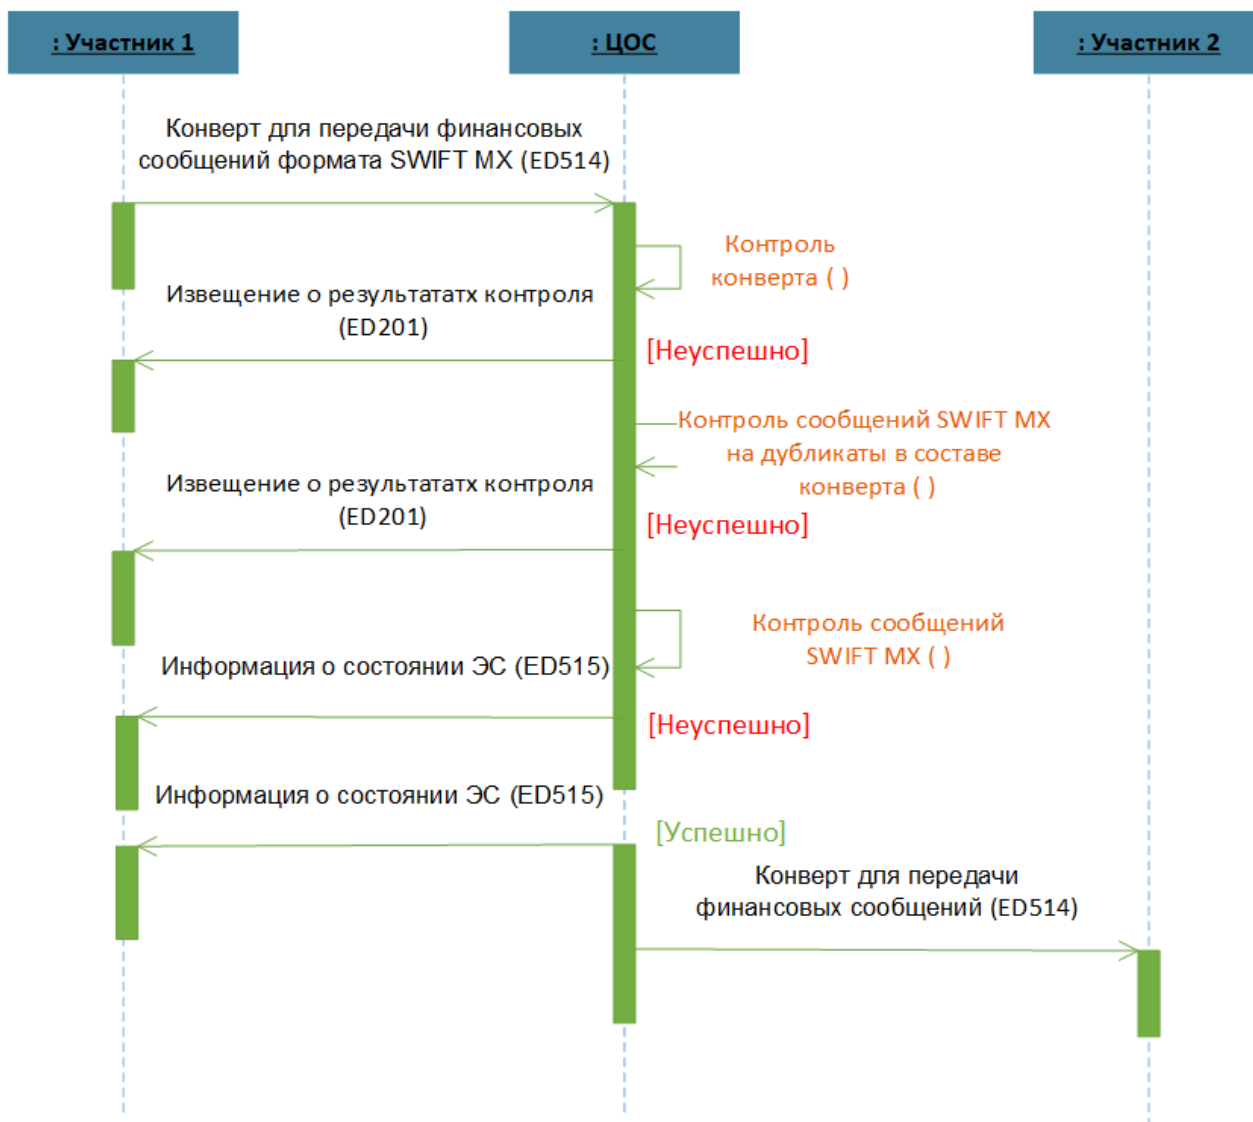 : Участник 1
: ЦОС
: Участник 2
Конверт для передачи финансовых
сообщений формата SWIFT MX (ED514)
Контроль
конверта ( )
Извещение о результататх контроля
(ED201)
[Неуспешно]
Контроль сообщений SWIFT MX
на дубликаты в составе
конверта ( )
Извещение о результататх контроля
(ED201)
[Неуспешно]
Контроль сообщений
SWIFT MX ( )
Информация о состоянии ЭС (ED515)
[Неуспешно]
Информация о состоянии ЭС (ED515)
[Успешно]
Конверт для передачи
финансовых сообщений (ED514)